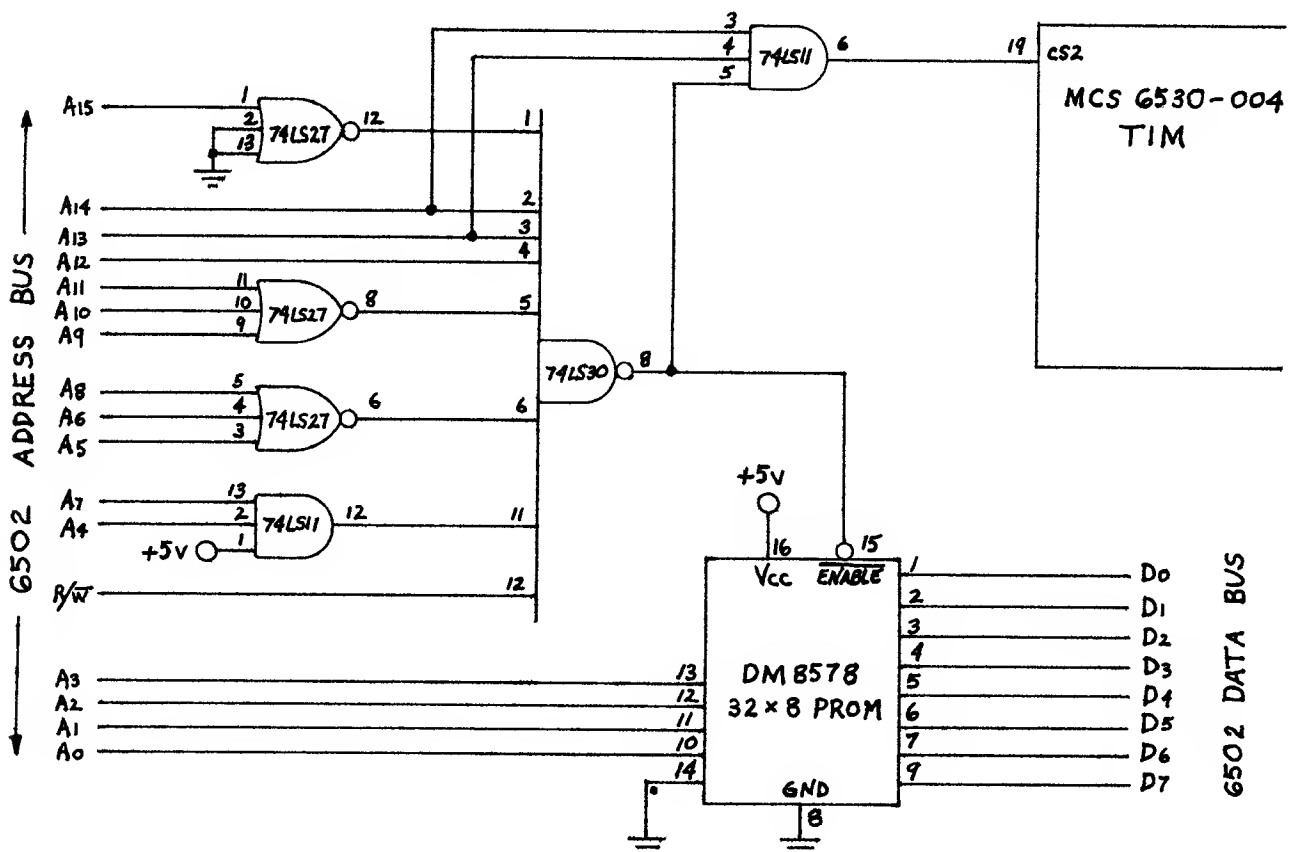 3
4
5
74LS11
6
19
CS2
MCS 6530-004
TIM
A15
1
2
13
74LS27
12
1
A14
2
A13
3
A12
4
A11
11
A10
10
A9
9
74LS27
8
5
A8
5
A6
4
A5
3
74LS27
6
6
74LS30
8
A7
13
A4
2
+5V
1
74LS11
12
11
R/W̅
12
6502 ADDRESS BUS
+5V
16
15
Vcc
E̅N̅A̅B̅L̅E̅
DM8578
32×8 PROM
GND
8
A3
13
A2
12
A1
11
A0
10
14
1
D0
2
D1
3
D2
4
D3
5
D4
6
D5
7
D6
9
D7
6502 DATA BUS